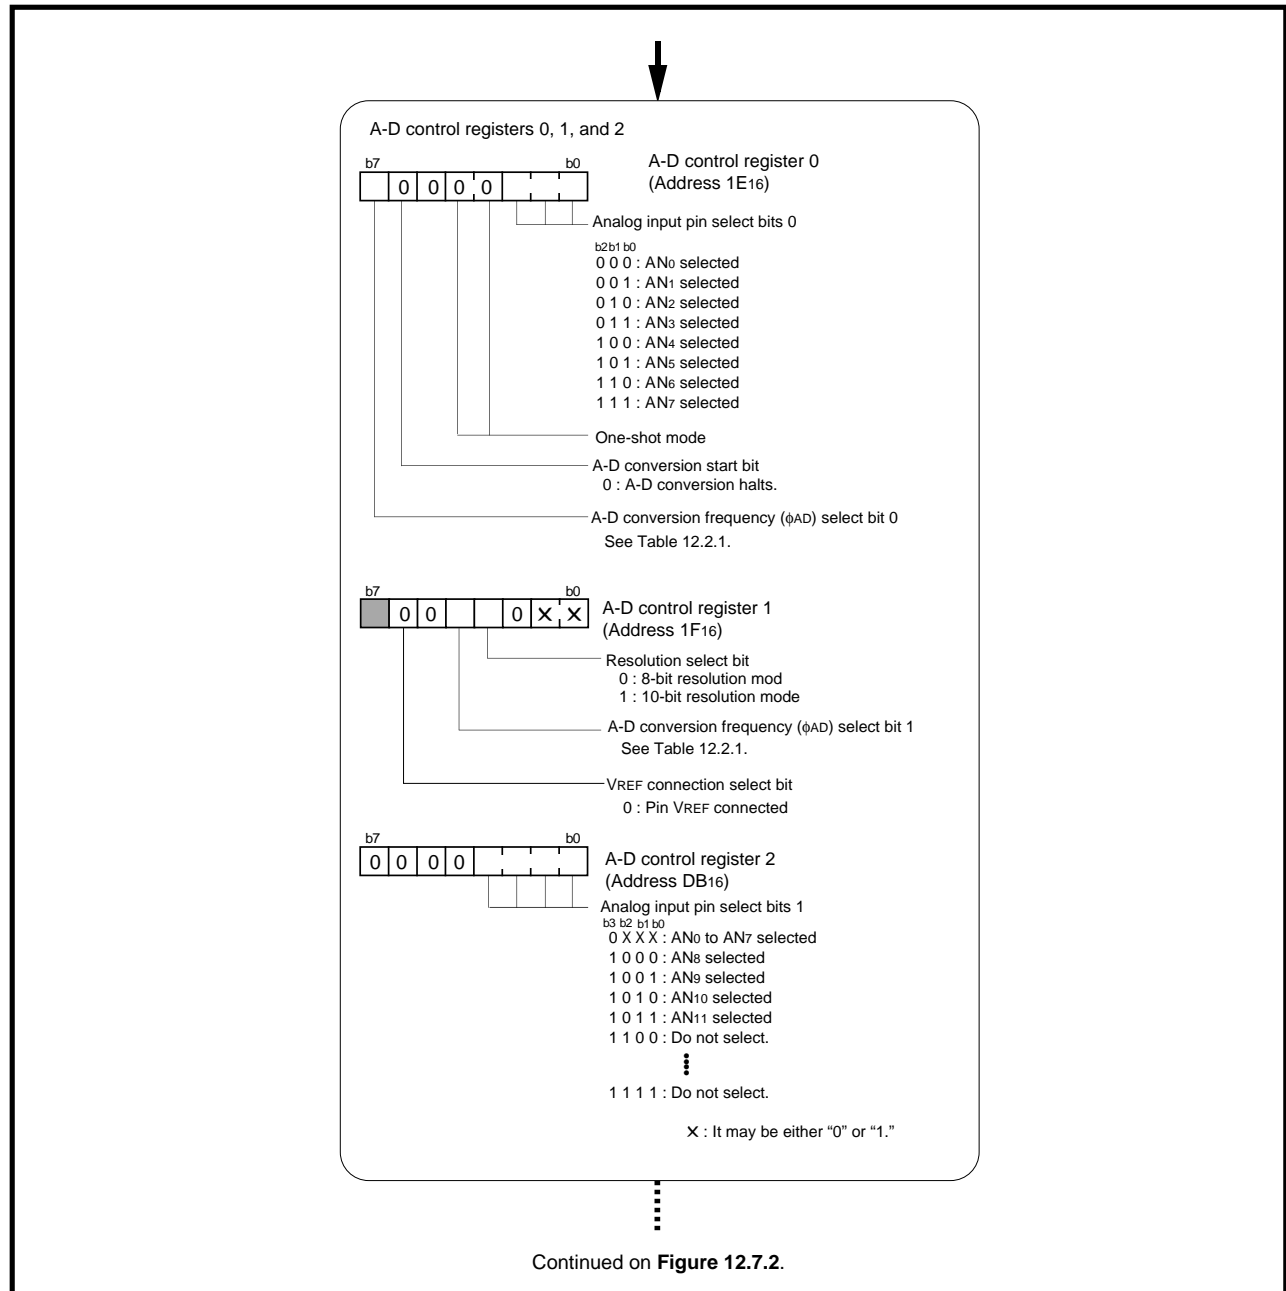 A-D control registers 0, 1, and 2
b7 b0
0 0 0 0
A-D control register 0
(Address 1E16)
Analog input pin select bits 0
b2 b1 b0
0 0 0 : AN0 selected
0 0 1 : AN1 selected
0 1 0 : AN2 selected
0 1 1 : AN3 selected
1 0 0 : AN4 selected
1 0 1 : AN5 selected
1 1 0 : AN6 selected
1 1 1 : AN7 selected
One-shot mode
A-D conversion start bit
0 : A-D conversion halts.
A-D conversion frequency (ϕAD) select bit 0
See Table 12.2.1.
b7 b0
0 0 0 × ×
A-D control register 1
(Address 1F16)
Resolution select bit
0 : 8-bit resolution mod
1 : 10-bit resolution mode
A-D conversion frequency (ϕAD) select bit 1
See Table 12.2.1.
VREF connection select bit
0 : Pin VREF connected
b7 b0
0 0 0 0
A-D control register 2
(Address DB16)
Analog input pin select bits 1
b3 b2 b1 b0
0 X X X : AN0 to AN7 selected
1 0 0 0 : AN8 selected
1 0 0 1 : AN9 selected
1 0 1 0 : AN10 selected
1 0 1 1 : AN11 selected
1 1 0 0 : Do not select.
1 1 1 1 : Do not select.
× : It may be either “0” or “1.”
Continued on Figure 12.7.2.